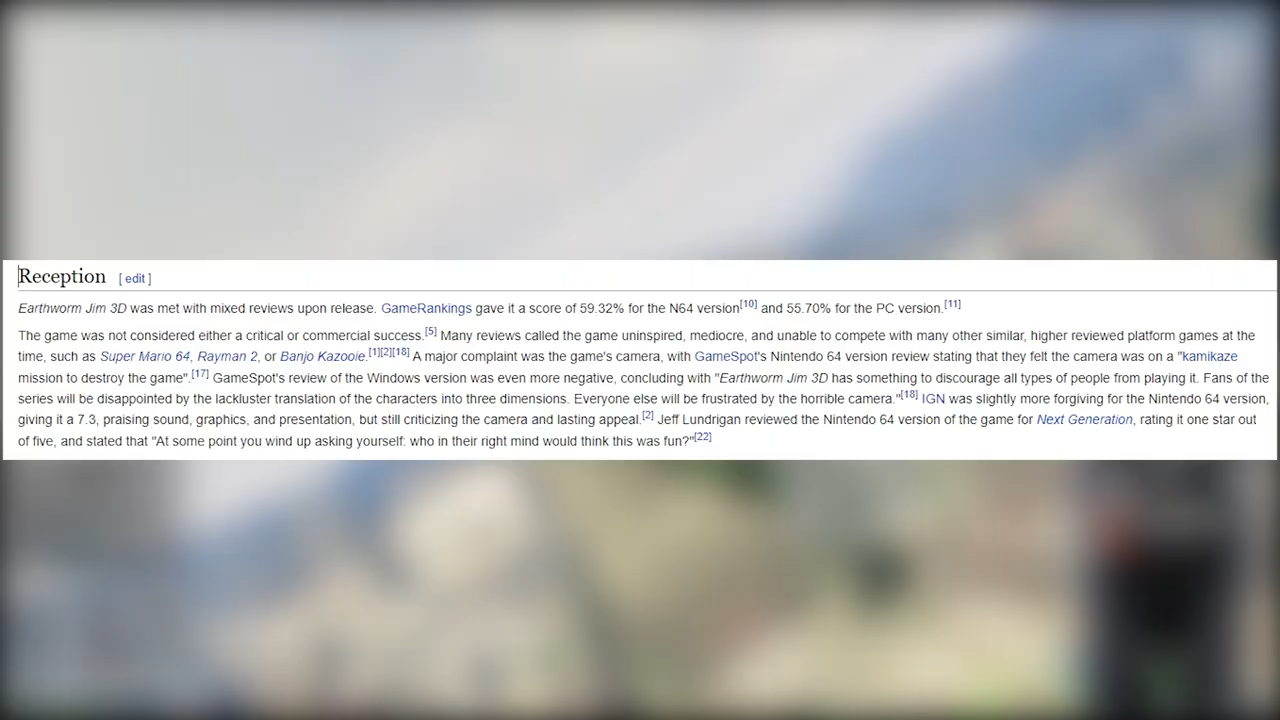 Reception [ edit ]
Earthworm Jim 3D was met with mixed reviews upon release. GameRankings gave it a score of 59.32% for the N64 version[10] and 55.70% for the PC version.[11]
The game was not considered either a critical or commercial success.[5] Many reviews called the game uninspired, mediocre, and unable to compete with many other similar, higher reviewed platform games at the
time, such as Super Mario 64, Rayman 2, or Banjo Kazooie.[1][2][18] A major complaint was the game's camera, with GameSpot's Nintendo 64 version review stating that they felt the camera was on a "kamikaze
mission to destroy the game".[17] GameSpot's review of the Windows version was even more negative, concluding with "Earthworm Jim 3D has something to discourage all types of people from playing it. Fans of the
series will be disappointed by the lackluster translation of the characters into three dimensions. Everyone else will be frustrated by the horrible camera."[18] IGN was slightly more forgiving for the Nintendo 64 version,
giving it a 7.3, praising sound, graphics, and presentation, but still criticizing the camera and lasting appeal.[2] Jeff Lundrigan reviewed the Nintendo 64 version of the game for Next Generation, rating it one star out
of five, and stated that "At some point you wind up asking yourself: who in their right mind would think this was fun?"[22]